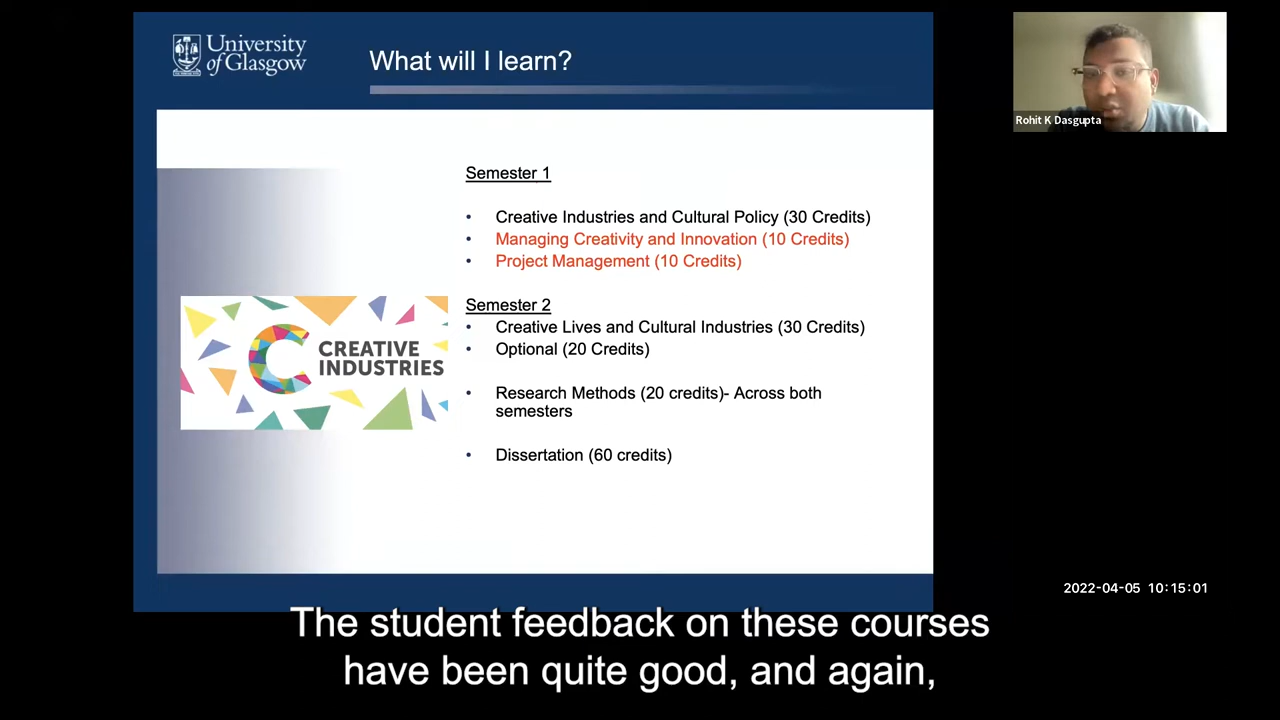 University
of Glasgow
What will I learn?
Rohit K Dasgupta
Semester 1
• Creative Industries and Cultural Policy (30 Credits)
• Managing Creativity and Innovation (10 Credits)
• Project Management (10 Credits)
Semester 2
• Creative Lives and Cultural Industries (30 Credits)
• Optional (20 Credits)
• Research Methods (20 credits)- Across both
semesters
• Dissertation (60 credits)
CREATIVE
INDUSTRIES
2022-04-05 10:15:01
The student feedback on these courses
have been quite good, and again,